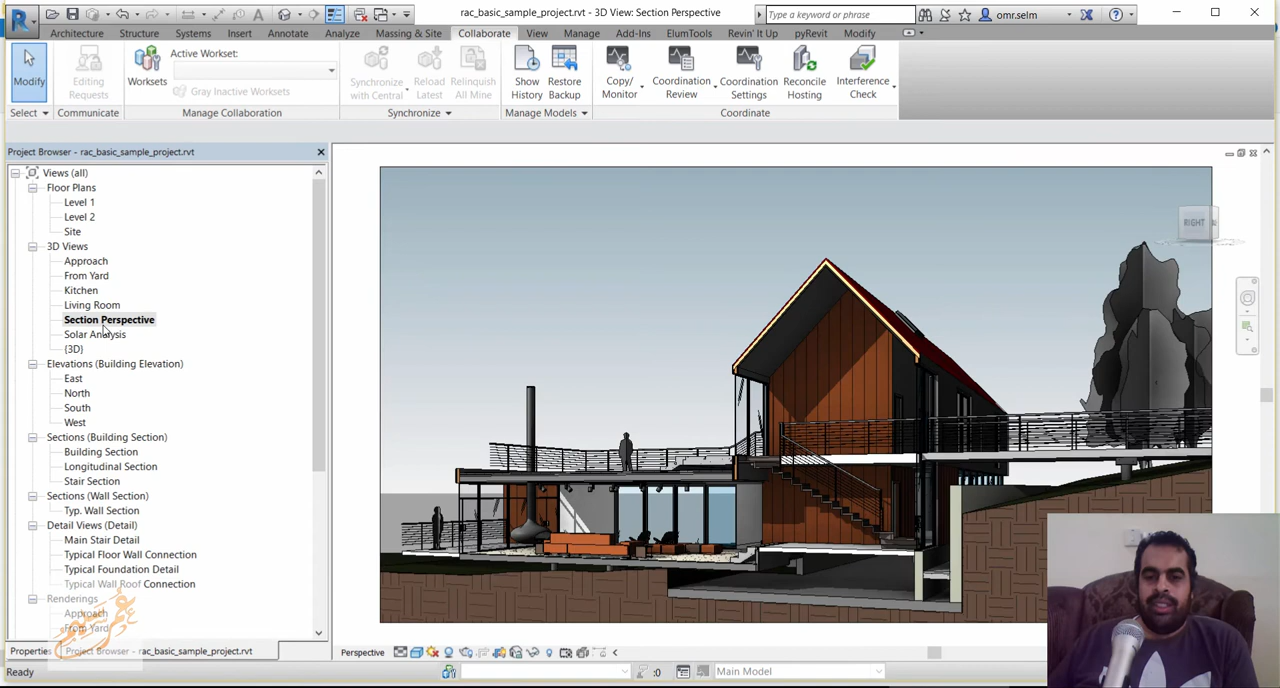 rac_basic_sample_project.rvt - 3D View: Section Perspective
Type a keyword or phrase
omr.selm
Architecture Structure Systems Insert Annotate Analyze Massing & Site Collaborate View Manage Add-Ins ElumTools Revin' It Up pyRevit Modify
Modify
Editing
Requests
Worksets
Active Workset:
Gray Inactive Worksets
Synchronize
with Central
Reload
Latest
Relinquish
All Mine
Show
History
Restore
Backup
Copy/
Monitor
Coordination
Review
Coordination
Settings
Reconcile
Hosting
Interference
Check
Select Communicate Manage Collaboration Synchronize Manage Models Coordinate
Project Browser - rac_basic_sample_project.rvt
Views (all)
Floor Plans
Level 1
Level 2
Site
3D Views
Approach
From Yard
Kitchen
Living Room
Section Perspective
Solar Analysis
{3D}
Elevations (Building Elevation)
East
North
South
West
Sections (Building Section)
Building Section
Longitudinal Section
Stair Section
Sections (Wall Section)
Typ. Wall Section
Detail Views (Detail)
Main Stair Detail
Typical Floor Wall Connection
Typical Foundation Detail
Typical Wall Roof Connection
Renderings
Approach
From Yard
Properties Project Browser - rac_basic_sample_project.rvt
RIGHT
Perspective
Ready
:0
Main Model